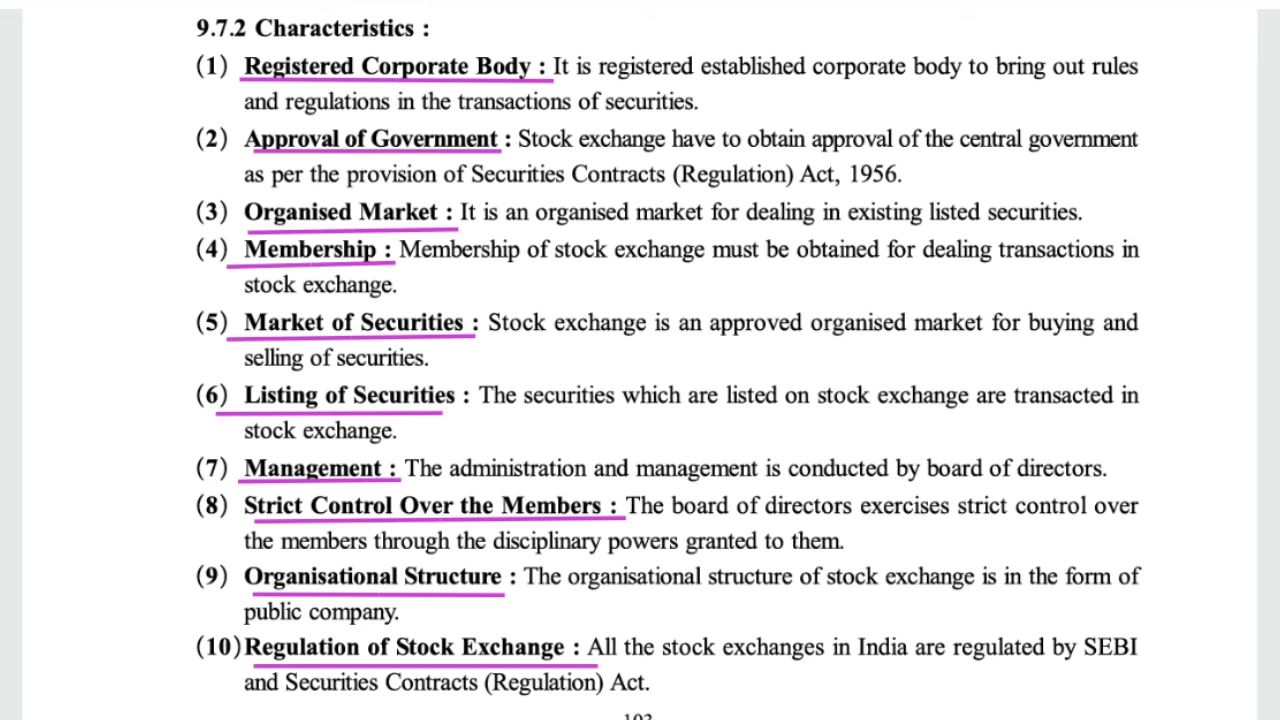 9.7.2 Characteristics :
(1) Registered Corporate Body : It is registered established corporate body to bring out rules
and regulations in the transactions of securities.
(2) Approval of Government : Stock exchange have to obtain approval of the central government
as per the provision of Securities Contracts (Regulation) Act, 1956.
(3) Organised Market : It is an organised market for dealing in existing listed securities.
(4) Membership : Membership of stock exchange must be obtained for dealing transactions in
stock exchange.
(5) Market of Securities : Stock exchange is an approved organised market for buying and
selling of securities.
(6) Listing of Securities : The securities which are listed on stock exchange are transacted in
stock exchange.
(7) Management : The administration and management is conducted by board of directors.
(8) Strict Control Over the Members : The board of directors exercises strict control over
the members through the disciplinary powers granted to them.
(9) Organisational Structure : The organisational structure of stock exchange is in the form of
public company.
(10) Regulation of Stock Exchange : All the stock exchanges in India are regulated by SEBI
and Securities Contracts (Regulation) Act.